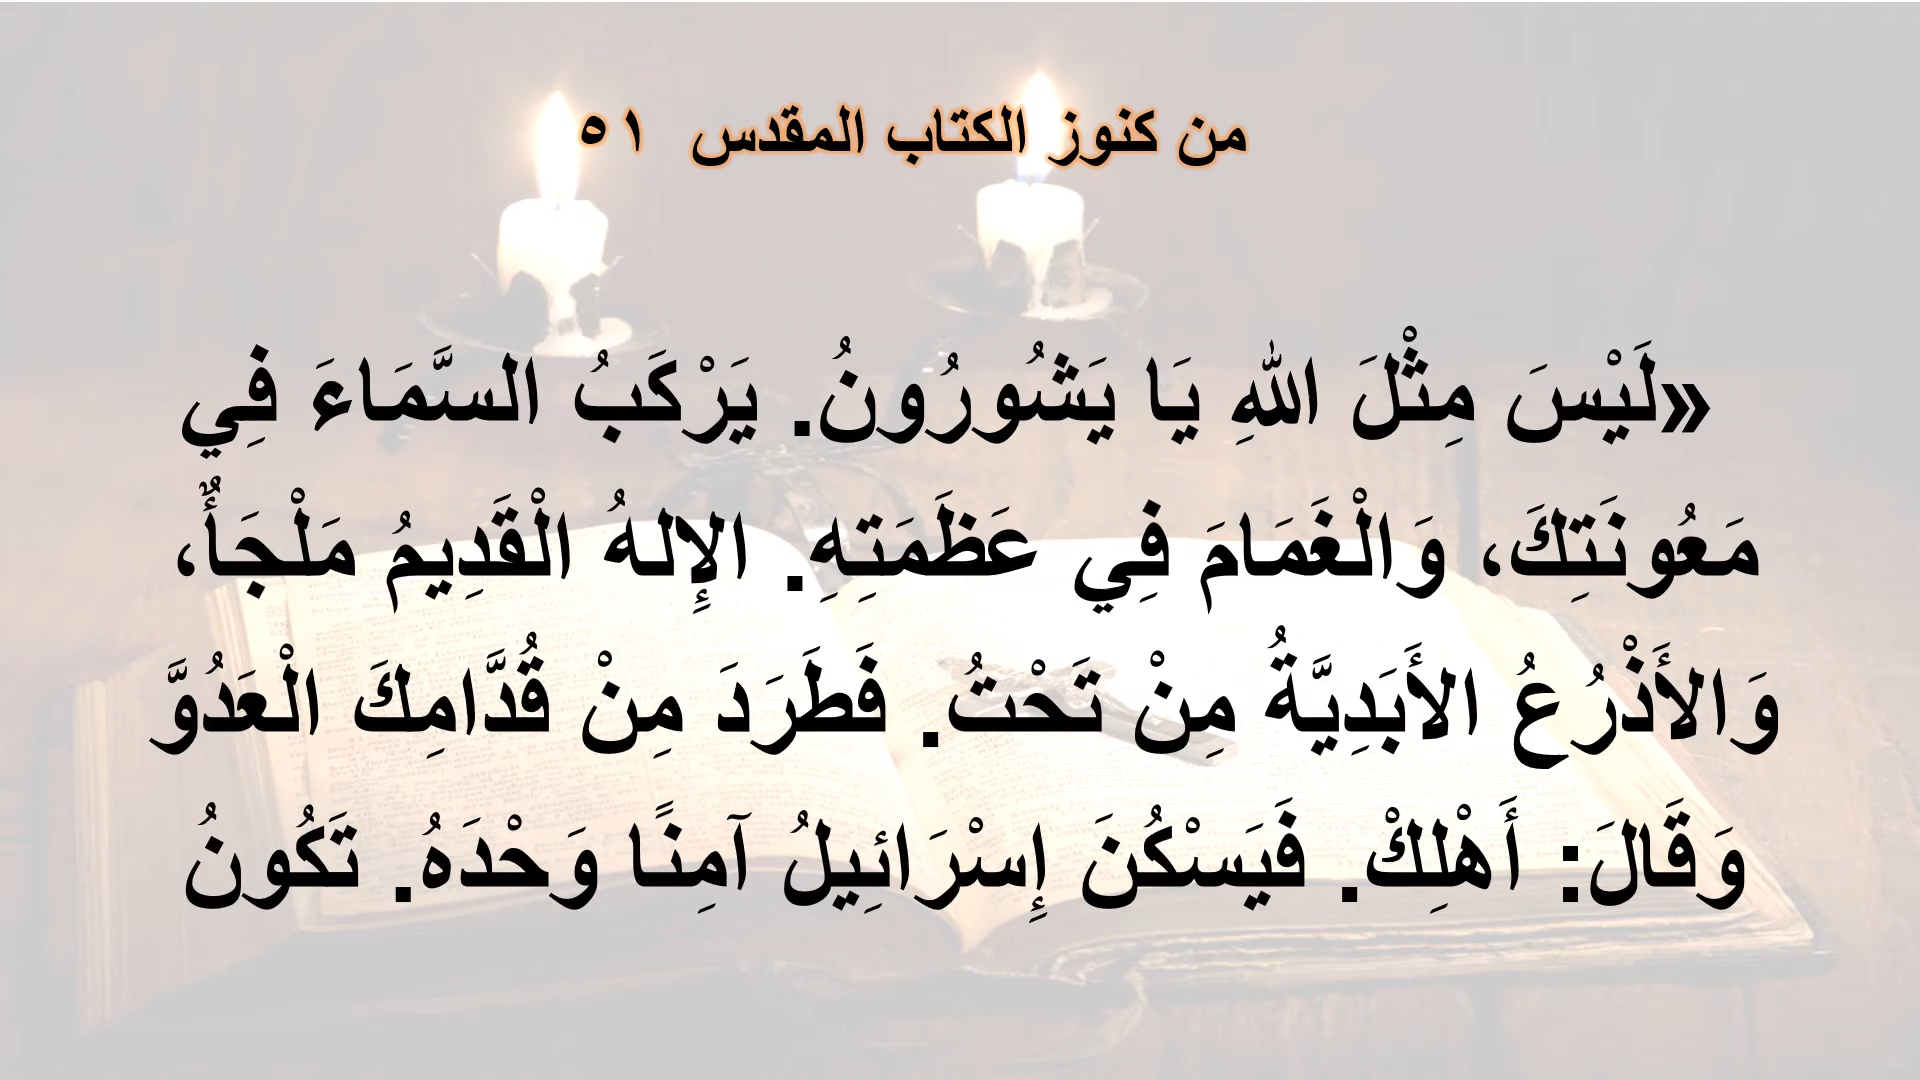 من كنوز الكتاب المقدس ٥١
«لَيْسَ مِثْلَ اللهِ يَا يَشُورُونُ. يَرْكَبُ السَّمَاءَ فِي
مَعُونَتِكَ، وَالْغَمَامَ فِي عَظَمَتِهِ. الإِلهُ الْقَدِيمُ مَلْجَأٌ،
وَالأَذْرُعُ الأَبَدِيَّةُ مِنْ تَحْتُ. فَطَرَدَ مِنْ قُدَّامِكَ الْعَدُوَّ
وَقَالَ: أَهْلِكْ. فَيَسْكُنَ إِسْرَائِيلُ آمِنًا وَحْدَهُ. تَكُونُ